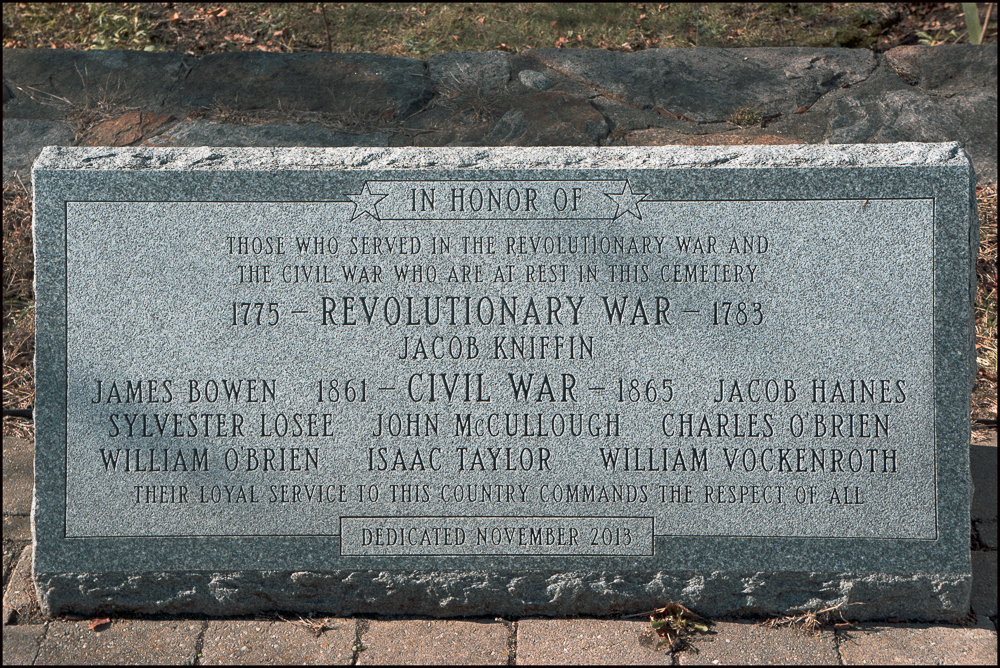 IN HONOR OF
THOSE WHO SERVED IN THE REVOLUTIONARY WAR AND
THE CIVIL WAR WHO ARE AT REST IN THIS CEMETERY
1775 – REVOLUTIONARY WAR – 1783
JACOB KNIFFIN
JAMES BOWEN 1861 – CIVIL WAR – 1865 JACOB HAINES
SYLVESTER LOSEE JOHN McCULLOUGH CHARLES O'BRIEN
WILLIAM O'BRIEN ISAAC TAYLOR WILLIAM VOCKENROTH
THEIR LOYAL SERVICE TO THIS COUNTRY COMMANDS THE RESPECT OF ALL
DEDICATED NOVEMBER 2013